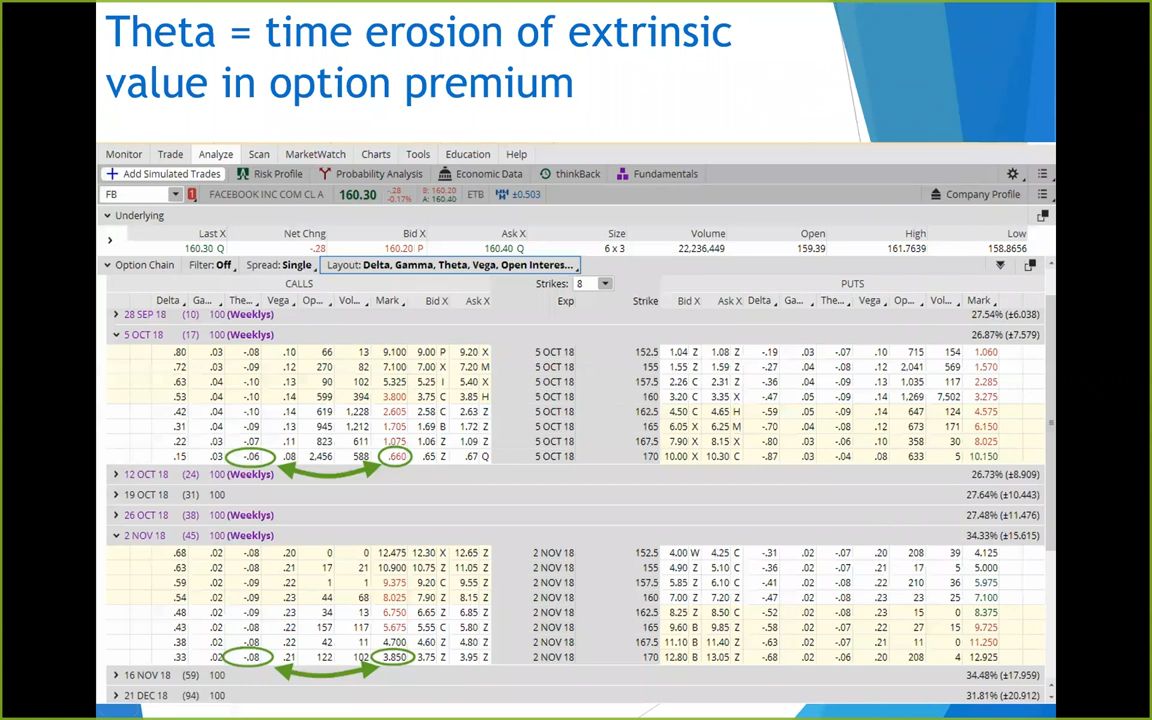 Theta = time erosion of extrinsic
value in option premium
Monitor Trade Analyze Scan MarketWatch Charts Tools Education Help
+ Add Simulated Trades Risk Profile Probability Analysis Economic Data thinkBack Fundamentals
FB 1 FACEBOOK INC COM CL A 160.30 -.28 -0.17% B: 160.20 A: 160.40 ETB ±0.503 Company Profile
Underlying
Last X Net Chng Bid X Ask X Size Volume Open High Low
160.30 Q -.28 160.20 P 160.40 Q 6 x 3 22,236,449 159.39 161.7639 158.8656
Option Chain Filter: Off Spread: Single Layout: Delta, Gamma, Theta, Vega, Open Interes...
CALLS Strikes: 8 PUTS
Delta Ga... The... Vega Op... Vol... Mark Bid X Ask X Exp Strike Bid X Ask X Delta Ga... The... Vega Op... Vol... Mark
28 SEP 18 (10) 100 (Weeklys) 27.54% (±6.038)
5 OCT 18 (17) 100 (Weeklys) 26.87% (±7.579)
.80 .03 -.08 .10 66 13 9.100 9.00 P 9.20 X 5 OCT 18 152.5 1.04 Z 1.08 Z -.19 .03 -.07 .10 715 154 1.060
.72 .03 -.09 .12 270 82 7.100 7.00 X 7.20 M 5 OCT 18 155 1.55 Z 1.59 Z -.27 .04 -.08 .12 2,041 569 1.570
.63 .04 -.10 .13 90 102 5.325 5.25 I 5.40 X 5 OCT 18 157.5 2.26 C 2.31 Z -.36 .04 -.09 .13 1,035 117 2.285
.53 .04 -.10 .14 599 394 3.800 3.75 C 3.85 H 5 OCT 18 160 3.20 C 3.35 X -.47 .05 -.09 .14 1,269 7,502 3.275
.42 .04 -.10 .14 619 1,228 2.605 2.58 C 2.63 Z 5 OCT 18 162.5 4.50 C 4.65 H -.59 .05 -.09 .14 647 124 4.575
.31 .04 -.09 .13 945 1,212 1.705 1.69 B 1.72 Z 5 OCT 18 165 6.05 X 6.25 M -.70 .04 -.08 .12 673 171 6.150
.22 .03 -.07 .11 823 611 1.075 1.06 Z 1.09 Z 5 OCT 18 167.5 7.90 X 8.15 X -.80 .03 -.06 .10 358 30 8.025
.15 .03 -.06 .08 2,456 588 .660 .65 Z .67 Q 5 OCT 18 170 10.00 X 10.30 C -.87 .03 -.04 .08 633 5 10.150
12 OCT 18 (24) 100 (Weeklys) 26.73% (±8.909)
19 OCT 18 (31) 100 27.64% (±10.443)
26 OCT 18 (38) 100 (Weeklys) 27.48% (±11.476)
2 NOV 18 (45) 100 (Weeklys) 34.33% (±15.615)
.68 .02 -.08 .20 0 0 12.475 12.30 X 12.65 Z 2 NOV 18 152.5 4.00 W 4.25 C -.31 .02 -.07 .20 208 39 4.125
.63 .02 -.08 .21 17 21 10.900 10.75 Z 11.05 Z 2 NOV 18 155 4.90 Z 5.10 C -.36 .02 -.07 .21 17 5 5.000
.59 .02 -.09 .22 1 1 9.375 9.20 C 9.55 Z 2 NOV 18 157.5 5.85 Z 6.10 C -.41 .02 -.08 .22 210 36 5.975
.54 .02 -.09 .23 44 68 8.025 7.90 Z 8.15 Z 2 NOV 18 160 7.00 Z 7.20 Z -.47 .02 -.08 .22 23 25 7.100
.48 .02 -.09 .23 34 13 6.750 6.65 Z 6.85 Z 2 NOV 18 162.5 8.25 Z 8.50 C -.52 .02 -.08 .23 15 0 8.375
.43 .02 -.08 .22 157 117 5.675 5.55 C 5.80 Z 2 NOV 18 165 9.60 B 9.85 Z -.58 .02 -.08 .22 27 15 9.725
.38 .02 -.08 .22 42 11 4.700 4.60 Z 4.80 Z 2 NOV 18 167.5 11.10 B 11.40 Z -.63 .02 -.07 .21 11 0 11.250
.33 .02 -.08 .21 122 102 3.850 3.75 Z 3.95 Z 2 NOV 18 170 12.80 B 13.05 Z -.68 .02 -.06 .20 208 4 12.925
16 NOV 18 (59) 100 34.48% (±17.959)
21 DEC 18 (94) 100 31.81% (±20.912)